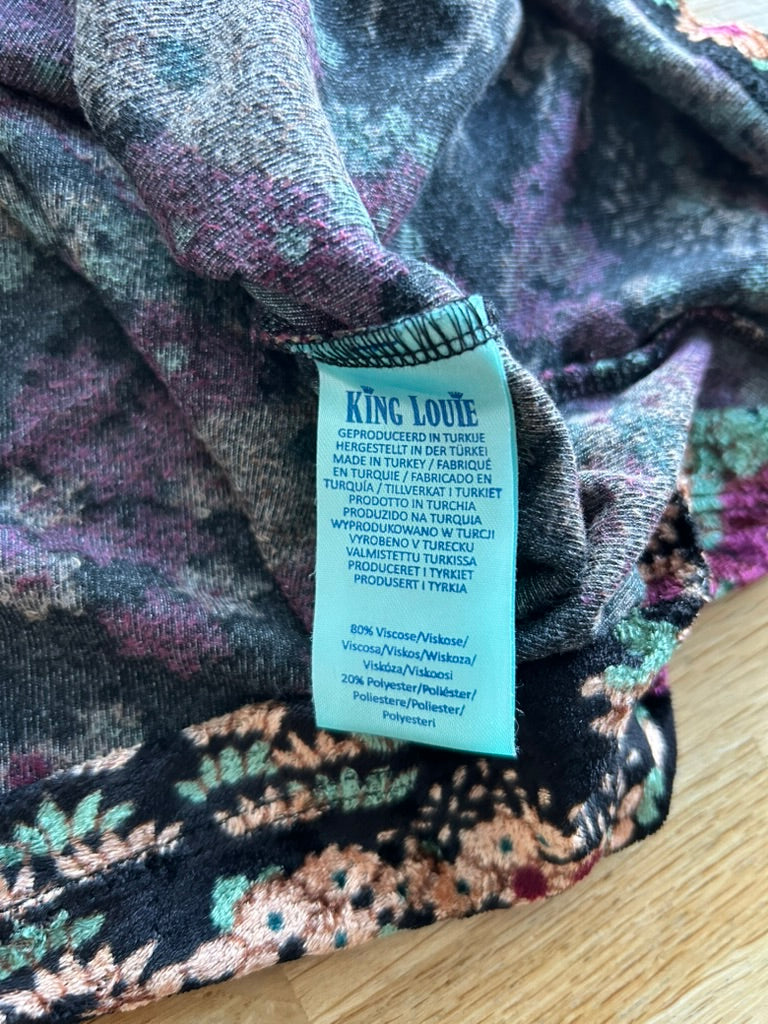 KING LOUIE
GEPRODUCEERD IN TURKIJE
HERGESTELLT IN DER TÜRKEI
MADE IN TURKEY / FABRIQUÉ
EN TURQUIE / FABRICADO EN
TURQUÍA / TILLVERKAT I TURKIET
PRODOTTO IN TURCHIA
PRODUZIDO NA TURQUIA
WYPRODUKOWANO W TURCJI
VYROBENO V TURECKU
VALMISTETTU TURKISSA
PRODUCERET I TYRKIET
PRODUSERT I TYRKIA
80% Viscose/Viskose/
Viscosa/Viskos/Wiskoza/
Viskóza/Viskoosi
20% Polyester/Poliéster/
Poliestere/Poliester/
Polyesteri